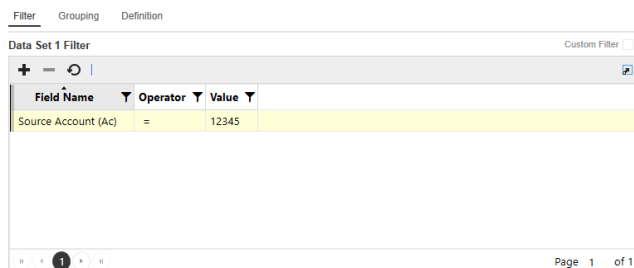 Filter Grouping Definition
Data Set 1 Filter Custom Filter
Field Name Operator Value
Source Account (Ac) = 12345
1 Page 1 of 1